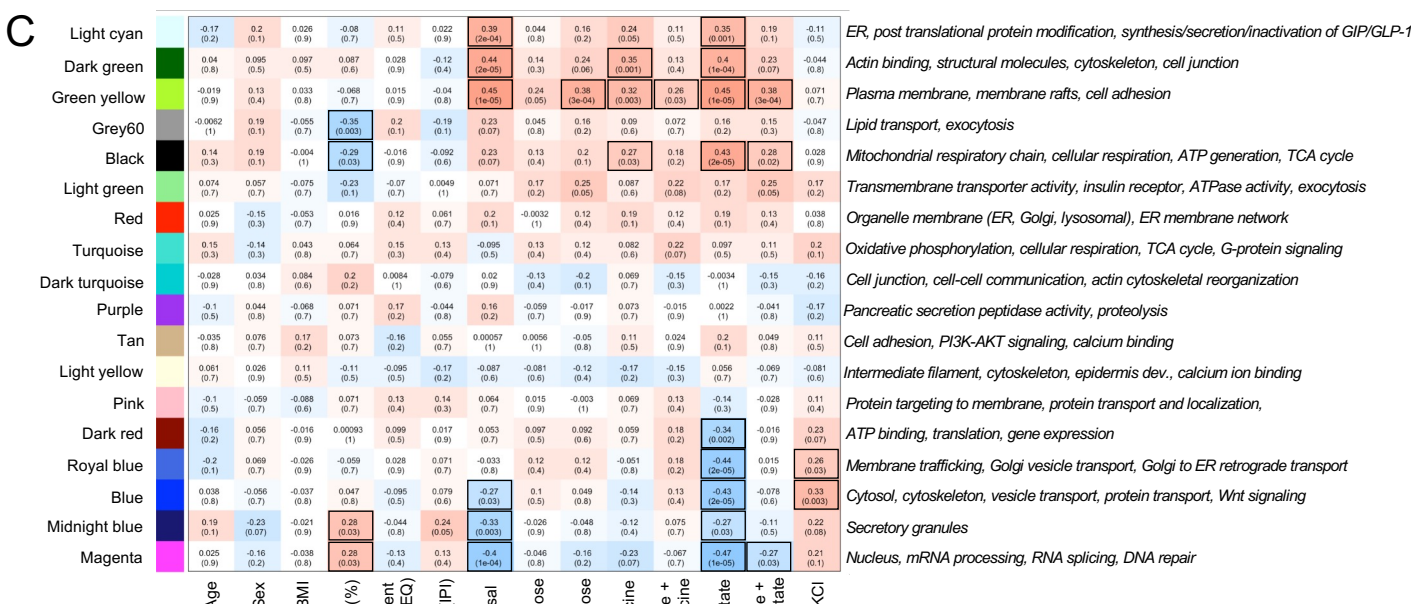 C
Light cyan -0.17 (0.2) 0.2 (0.1) 0.026 (0.9) -0.08 (0.7) 0.11 (0.5) 0.022 (0.9) 0.39 (2e-04) 0.044 (0.8) 0.16 (0.2) 0.24 (0.05) 0.11 (0.5) 0.35 (0.001) 0.19 (0.1) -0.11 (0.5) ER, post translational protein modification, synthesis/secretion/inactivation of GIP/GLP-1
Dark green 0.04 (0.8) 0.095 (0.5) 0.097 (0.5) 0.087 (0.6) 0.028 (0.9) -0.12 (0.4) 0.44 (2e-05) 0.14 (0.3) 0.24 (0.06) 0.35 (0.001) 0.13 (0.4) 0.4 (1e-04) 0.23 (0.07) -0.044 (0.8) Actin binding, structural molecules, cytoskeleton, cell junction
Green yellow -0.019 (0.9) 0.13 (0.4) 0.033 (0.8) -0.068 (0.7) 0.015 (0.9) -0.04 (0.8) 0.45 (1e-05) 0.24 (0.05) 0.38 (3e-04) 0.32 (0.003) 0.26 (0.03) 0.45 (1e-05) 0.38 (3e-04) 0.071 (0.7) Plasma membrane, membrane rafts, cell adhesion
Grey60 -0.0062 (1) 0.19 (0.1) -0.055 (0.7) -0.35 (0.003) 0.2 (0.1) -0.19 (0.1) 0.23 (0.07) 0.045 (0.8) 0.16 (0.2) 0.09 (0.6) 0.072 (0.7) 0.16 (0.2) 0.15 (0.3) -0.047 (0.8) Lipid transport, exocytosis
Black 0.14 (0.3) 0.19 (0.1) -0.004 (1) -0.29 (0.03) -0.016 (0.9) -0.092 (0.6) 0.23 (0.07) 0.13 (0.4) 0.2 (0.1) 0.27 (0.03) 0.18 (0.2) 0.43 (2e-05) 0.28 (0.02) 0.028 (0.9) Mitochondrial respiratory chain, cellular respiration, ATP generation, TCA cycle
Light green 0.074 (0.7) 0.057 (0.7) -0.075 (0.7) -0.23 (0.1) -0.07 (0.7) 0.0049 (1) 0.071 (0.7) 0.17 (0.2) 0.25 (0.05) 0.087 (0.6) 0.22 (0.08) 0.17 (0.2) 0.25 (0.05) 0.17 (0.2) Transmembrane transporter activity, insulin receptor, ATPase activity, exocytosis
Red 0.025 (0.9) -0.15 (0.3) -0.053 (0.7) 0.016 (0.9) 0.12 (0.4) 0.061 (0.7) 0.2 (0.1) -0.0032 (1) 0.12 (0.4) 0.19 (0.1) 0.12 (0.4) 0.19 (0.1) 0.13 (0.4) 0.038 (0.8) Organelle membrane (ER, Golgi, lysosomal), ER membrane network
Turquoise 0.15 (0.3) -0.14 (0.3) 0.043 (0.8) 0.064 (0.7) 0.15 (0.3) 0.13 (0.4) -0.095 (0.5) 0.13 (0.4) 0.12 (0.4) 0.082 (0.6) 0.22 (0.07) 0.097 (0.5) 0.11 (0.5) 0.2 (0.1) Oxidative phosphorylation, cellular respiration, TCA cycle, G-protein signaling
Dark turquoise -0.028 (0.9) 0.034 (0.8) 0.084 (0.6) 0.2 (0.2) 0.0084 (1) -0.079 (0.6) 0.02 (0.9) -0.13 (0.4) -0.2 (0.1) 0.069 (0.7) -0.15 (0.3) -0.0034 (1) -0.15 (0.3) -0.16 (0.2) Cell junction, cell-cell communication, actin cytoskeletal reorganization
Purple -0.1 (0.5) 0.044 (0.8) -0.068 (0.7) 0.071 (0.7) 0.17 (0.2) -0.044 (0.8) 0.16 (0.2) -0.059 (0.7) -0.017 (0.9) 0.073 (0.7) -0.015 (0.9) 0.0022 (1) -0.041 (0.8) -0.17 (0.2) Pancreatic secretion peptidase activity, proteolysis
Tan -0.035 (0.8) 0.076 (0.7) 0.17 (0.2) 0.073 (0.7) -0.16 (0.2) 0.055 (0.7) 0.00057 (1) 0.0056 (1) -0.05 (0.8) 0.11 (0.5) 0.024 (0.9) 0.2 (0.1) 0.049 (0.8) 0.11 (0.5) Cell adhesion, PI3K-AKT signaling, calcium binding
Light yellow 0.061 (0.7) 0.026 (0.9) 0.11 (0.5) -0.11 (0.5) -0.095 (0.5) -0.17 (0.2) -0.087 (0.6) -0.081 (0.6) -0.12 (0.4) -0.17 (0.2) -0.15 (0.3) 0.056 (0.7) -0.069 (0.7) -0.081 (0.6) Intermediate filament, cytoskeleton, epidermis dev., calcium ion binding
Pink -0.1 (0.5) -0.059 (0.7) -0.088 (0.6) 0.071 (0.7) 0.13 (0.4) 0.14 (0.3) 0.064 (0.7) 0.015 (0.9) -0.003 (1) 0.069 (0.7) 0.13 (0.4) -0.14 (0.3) -0.028 (0.9) 0.11 (0.4) Protein targeting to membrane, protein transport and localization,
Dark red -0.16 (0.2) 0.056 (0.7) -0.016 (0.9) 0.00093 (1) 0.099 (0.5) 0.017 (0.9) 0.053 (0.7) 0.097 (0.5) 0.092 (0.6) 0.059 (0.7) 0.18 (0.2) -0.34 (0.002) -0.016 (0.9) 0.23 (0.07) ATP binding, translation, gene expression
Royal blue -0.2 (0.1) 0.069 (0.7) -0.026 (0.9) -0.059 (0.7) 0.028 (0.9) 0.071 (0.7) -0.033 (0.8) 0.12 (0.4) 0.12 (0.4) -0.051 (0.8) 0.18 (0.2) -0.44 (2e-05) 0.015 (0.9) 0.26 (0.03) Membrane trafficking, Golgi vesicle transport, Golgi to ER retrograde transport
Blue 0.038 (0.8) -0.056 (0.7) -0.037 (0.8) 0.047 (0.8) -0.095 (0.5) 0.079 (0.6) -0.27 (0.03) 0.1 (0.5) 0.049 (0.8) -0.14 (0.3) 0.13 (0.4) -0.43 (2e-05) -0.078 (0.6) 0.33 (0.003) Cytosol, cytoskeleton, vesicle transport, protein transport, Wnt signaling
Midnight blue 0.19 (0.1) -0.23 (0.07) -0.021 (0.9) 0.28 (0.03) -0.044 (0.8) 0.24 (0.05) -0.33 (0.003) -0.026 (0.9) -0.048 (0.8) -0.12 (0.4) 0.075 (0.7) -0.27 (0.03) -0.11 (0.5) 0.22 (0.08) Secretory granules
Magenta 0.025 (0.9) -0.16 (0.2) -0.038 (0.8) 0.28 (0.03) -0.13 (0.4) 0.13 (0.4) -0.4 (1e-04) -0.046 (0.8) -0.16 (0.2) -0.23 (0.07) -0.067 (0.7) -0.47 (1e-05) -0.27 (0.03) 0.21 (0.1) Nucleus, mRNA processing, RNA splicing, DNA repair
Age Sex BMI (%) ent EQ) (IPI) sal ose ose cine e + cine tate e + tate KCl